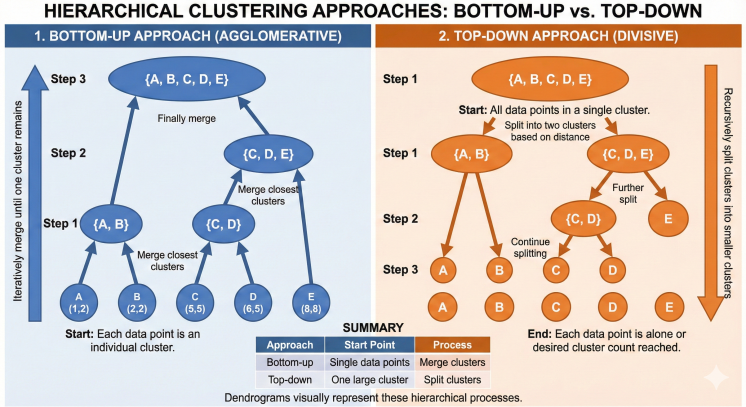 HIERARCHICAL CLUSTERING APPROACHES: BOTTOM-UP vs. TOP-DOWN
1. BOTTOM-UP APPROACH (AGGLOMERATIVE)
Iteratively merge until one cluster remains
Step 3
{A, B, C, D, E}
Finally merge
Step 2
{C, D, E}
Merge closest
clusters
Step 1
{A, B}
{C, D}
Merge closest
clusters
A
(1,2)
B
(2,2)
C
(5,5)
D
(6,5)
E
(8,8)
Start: Each data point is an
individual cluster.
2. TOP-DOWN APPROACH (DIVISIVE)
Step 1
{A, B, C, D, E}
Start: All data points in a single cluster.
Split into two clusters
based on distance
Step 1
{A, B}
{C, D, E}
Further
split
Step 2
{C, D}
E
Continue
splitting
Step 3
A
B
C
D
A
B
C
D
E
End: Each data point is alone or
desired cluster count reached.
Recursively split clusters into smaller clusters
SUMMARY
Approach Start Point Process
Bottom-up Single data points Merge clusters
Top-down One large cluster Split clusters
Dendrograms visually represent these hierarchical processes.